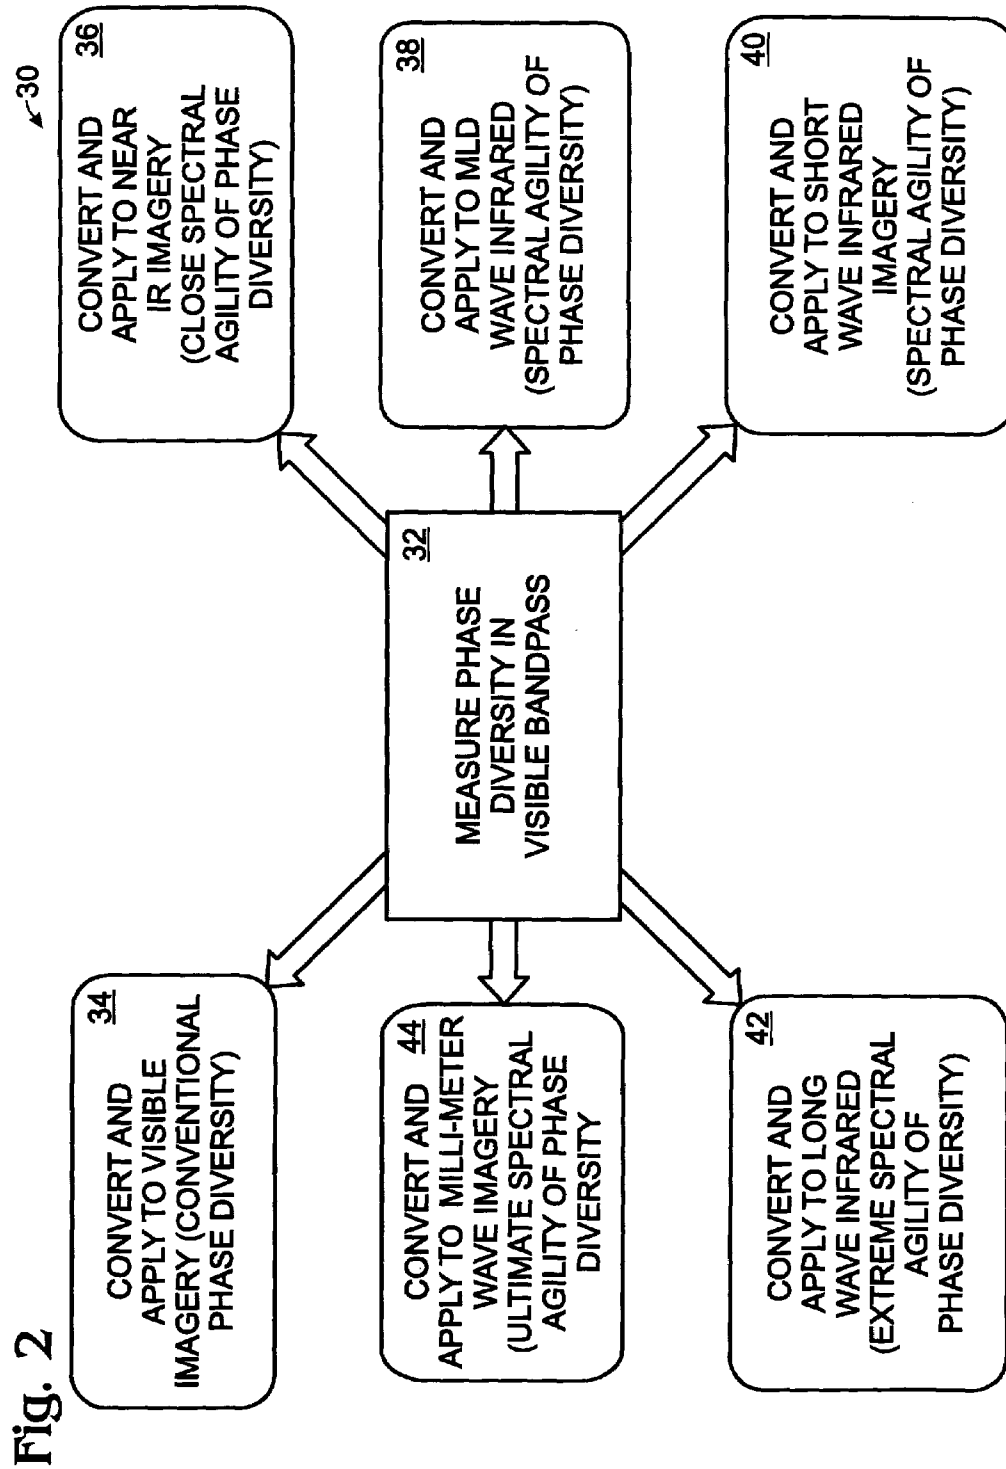 Fig. 2
30
34
CONVERT AND
APPLY TO VISIBLE
IMAGERY (CONVENTIONAL
PHASE DIVERSITY)
36
CONVERT AND
APPLY TO NEAR
IR IMAGERY
(CLOSE SPECTRAL
AGILITY OF PHASE
DIVERSITY)
44
CONVERT AND
APPLY TO MILLI-METER
WAVE IMAGERY
(ULTIMATE SPECTRAL
AGILITY OF PHASE
DIVERSITY
32
MEASURE PHASE
DIVERSITY IN
VISIBLE BANDPASS
38
CONVERT AND
APPLY TO MLD
WAVE INFRARED
(SPECTRAL AGILITY OF
PHASE DIVERSITY)
42
CONVERT AND
APPLY TO LONG
WAVE INFRARED
(EXTREME SPECTRAL
AGILITY OF
PHASE DIVERSITY)
40
CONVERT AND
APPLY TO SHORT
WAVE INFRARED
IMAGERY
(SPECTRAL AGILITY OF
PHASE DIVERSITY)